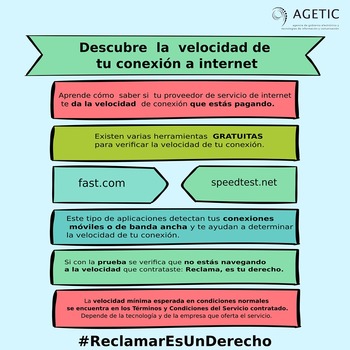 AGETIC
agencia de gobierno electrónico y
tecnologías de información y comunicación
Descubre la velocidad de
tu conexión a internet
Aprende cómo saber si tu proveedor de servicio de internet
te da la velocidad de conexión que estás pagando.
Existen varias herramientas GRATUITAS
para verificar la velocidad de tu conexión.
fast.com
speedtest.net
Este tipo de aplicaciones detectan tus conexiones
móviles o de banda ancha y te ayudan a determinar
la velocidad de tu conexión.
Si con la prueba se verifica que no estás navegando
a la velocidad que contrataste: Reclama, es tu derecho.
La velocidad mínima esperada en condiciones normales
se encuentra en los Términos y Condiciones del Servicio contratado.
Depende de la tecnología y de la empresa que oferta el servicio.
#ReclamarEsUnDerecho